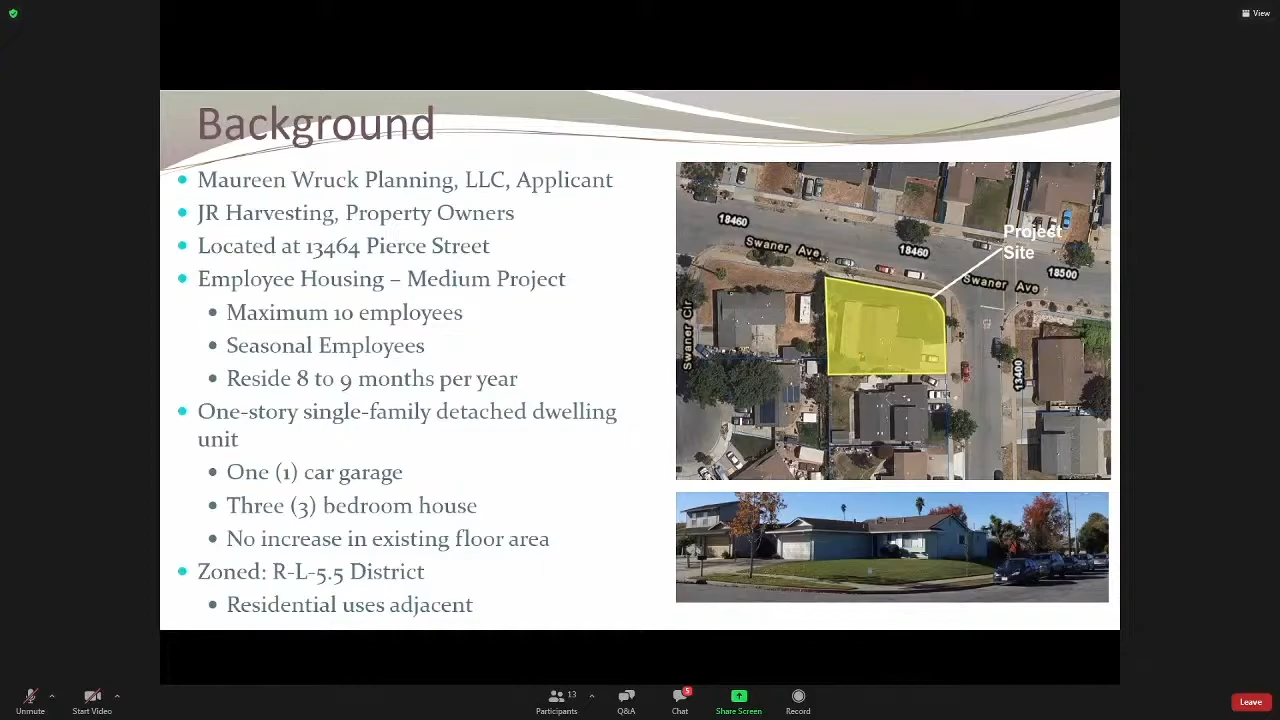 View
Background
Maureen Wruck Planning, LLC, Applicant
JR Harvesting, Property Owners
Located at 13464 Pierce Street
Employee Housing – Medium Project
Maximum 10 employees
Seasonal Employees
Reside 8 to 9 months per year
One-story single-family detached dwelling
unit
One (1) car garage
Three (3) bedroom house
No increase in existing floor area
Zoned: R-L-5.5 District
Residential uses adjacent
18460
Swaner Ave
18460
Project
Site
18500
Swaner Ave
Swaner Cir
13400
Unmute
Start Video
13
Participants
Q&A
5
Chat
Share Screen
Record
Leave